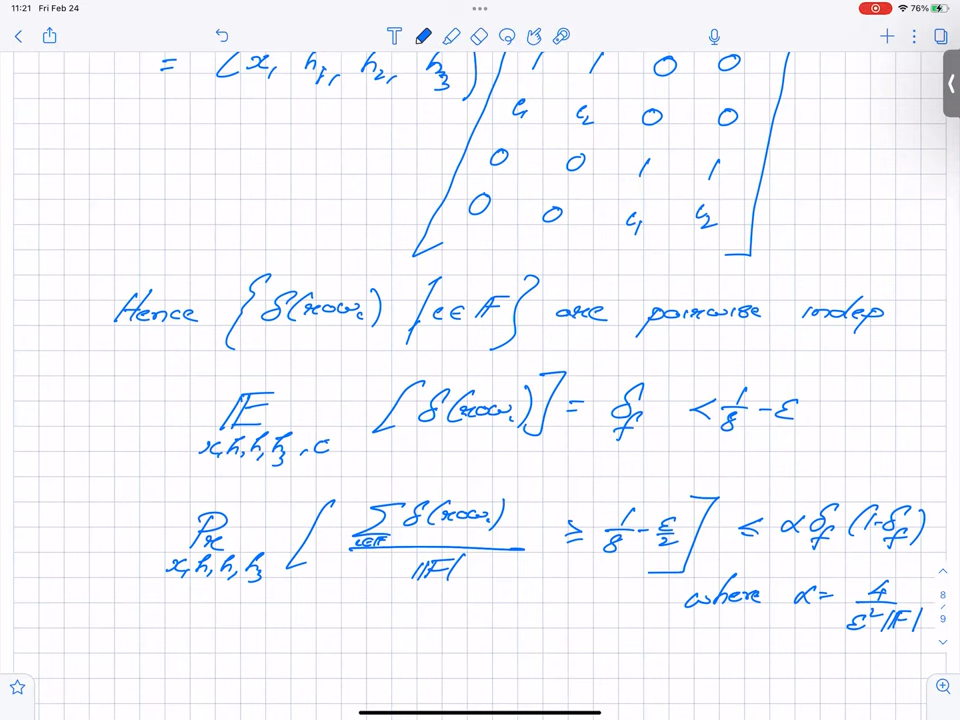 11:21 Fri Feb 24
76%
= (x, h₁, h₂, h₃) [ 1 1 0 0
c₁ c₂ 0 0
0 0 1 1
0 0 c₁ c₂ ]
Hence { δ(row_c) | c ∈ 𝔽 } are pairwise indep
𝔼_{x, h, h₁, h₃, c} [ δ(row_c) ] = δ_f < 1/8 - ε
Pr_{x, h, h₁, h₃} [ Σ_{c∈𝔽} δ(row_c) / |𝔽| ≥ 1/8 - ε/2 ] ≤ α δ_f (1-δ_f)
where α = 4 / ε²|𝔽|
8
/
9